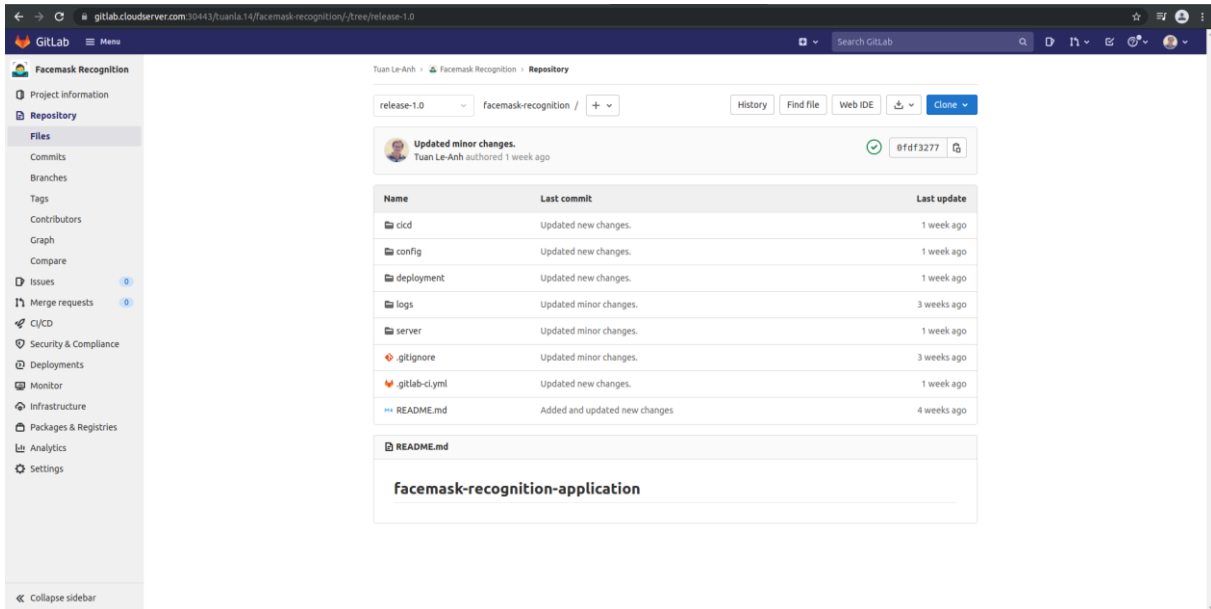 gitlab.cloudserver.com:30443/tuanla.14/facemask-recognition/-/tree/release-1.0
GitLab Menu Search GitLab
Facemask Recognition
Project information
Repository
Files
Commits
Branches
Tags
Contributors
Graph
Compare
Issues 0
Merge requests 0
CI/CD
Security & Compliance
Deployments
Monitor
Infrastructure
Packages & Registries
Analytics
Settings
Collapse sidebar
Tuan Le-Anh > Facemask Recognition > Repository
release-1.0 facemask-recognition / + History Find file Web IDE Clone
Updated minor changes.
Tuan Le-Anh authored 1 week ago
0fdf3277
Name Last commit Last update
cicd Updated new changes. 1 week ago
config Updated new changes. 1 week ago
deployment Updated new changes. 1 week ago
logs Updated minor changes. 3 weeks ago
server Updated minor changes. 1 week ago
.gitignore Updated minor changes. 3 weeks ago
.gitlab-ci.yml Updated new changes. 1 week ago
README.md Added and updated new changes 4 weeks ago
README.md
facemask-recognition-application